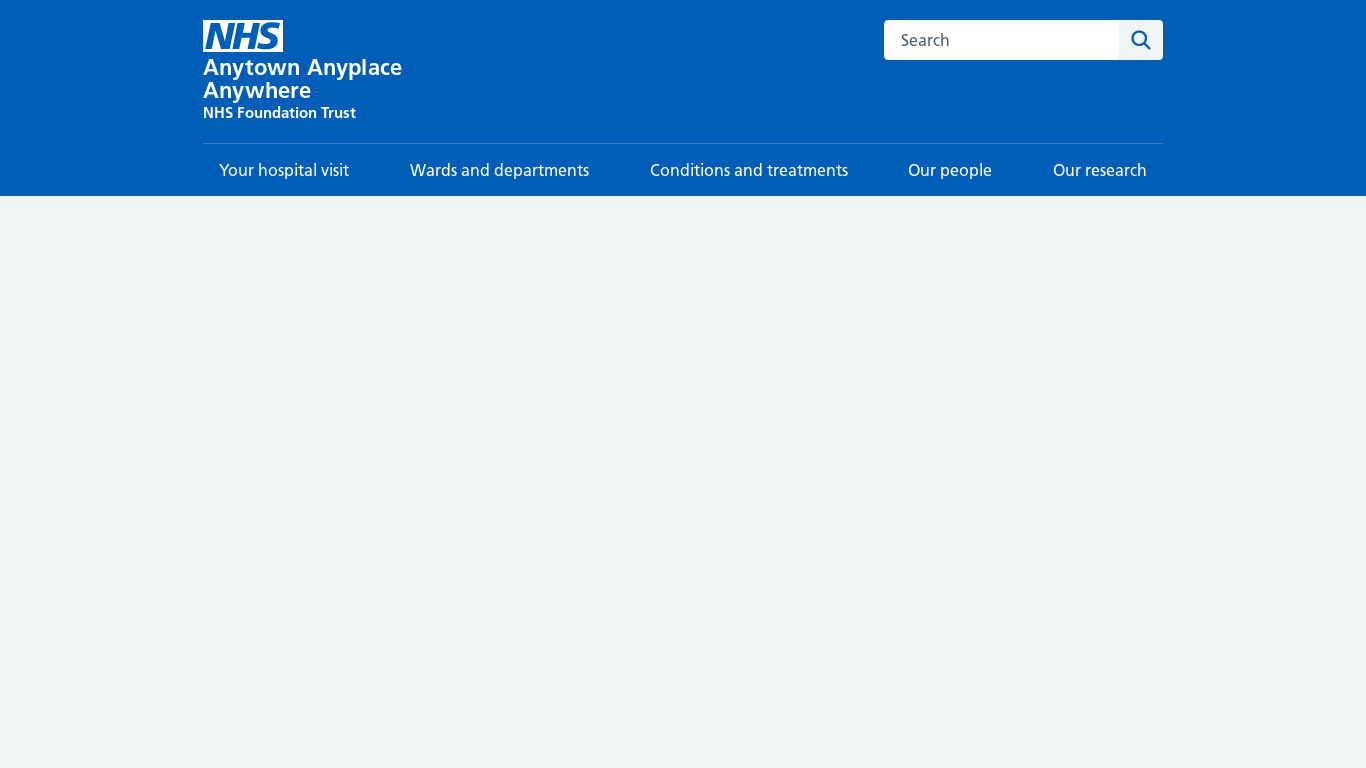 NHS
Anytown Anyplace
Anywhere
NHS Foundation Trust
Search
Your hospital visit
Wards and departments
Conditions and treatments
Our people
Our research